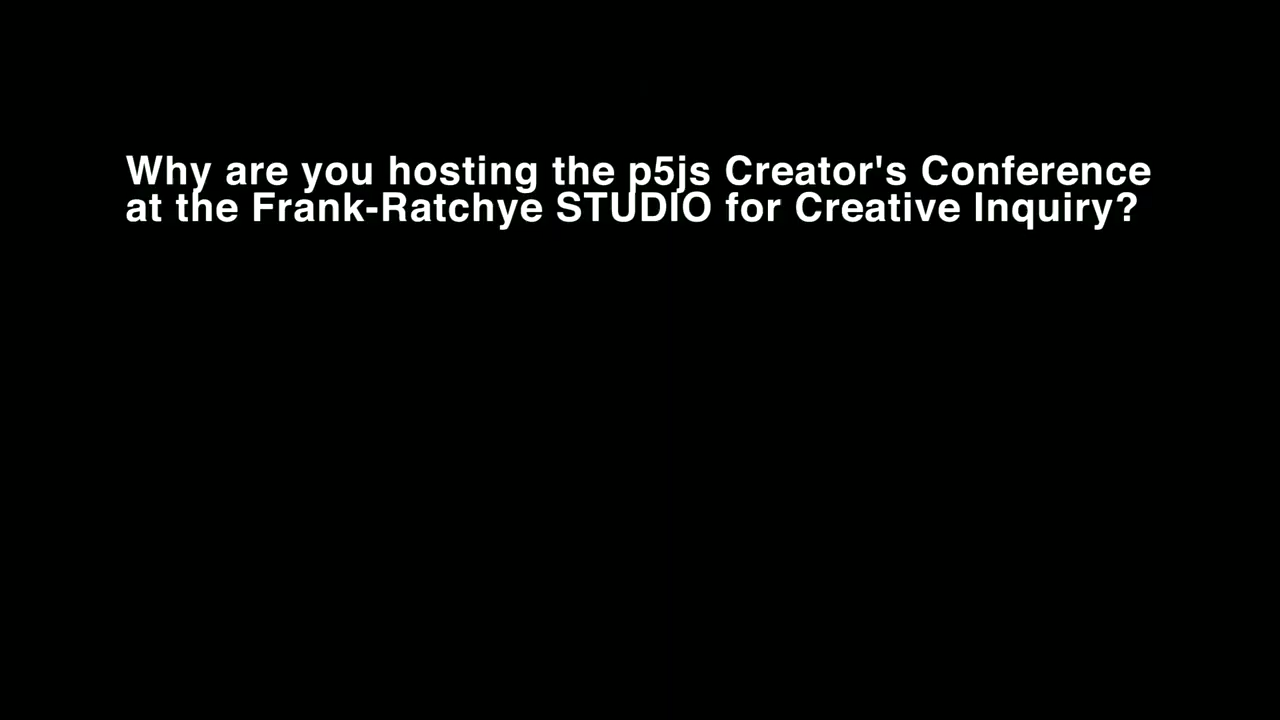 Why are you hosting the p5js Creator's Conference
at the Frank-Ratchye STUDIO for Creative Inquiry?